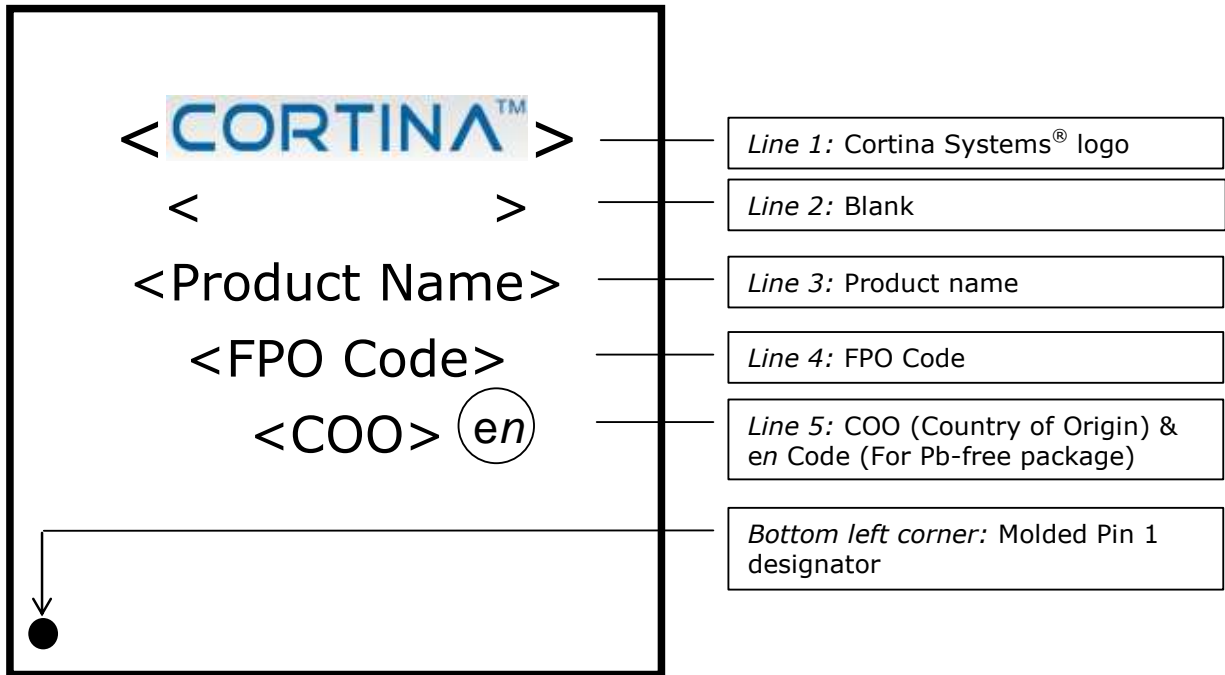 <CORTINA™>
Line 1: Cortina Systems® logo
< >
Line 2: Blank
<Product Name>
Line 3: Product name
<FPO Code>
Line 4: FPO Code
<COO> en
Line 5: COO (Country of Origin) &
en Code (For Pb-free package)
Bottom left corner: Molded Pin 1
designator